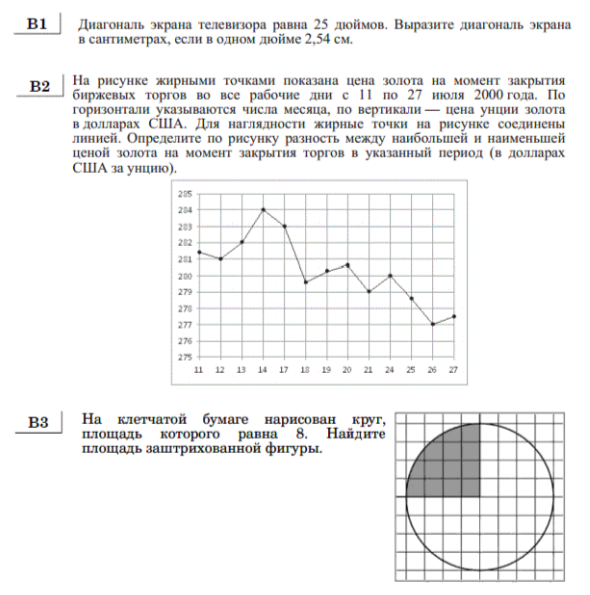 В1
Диагональ экрана телевизора равна 25 дюймов. Выразите диагональ экрана
в сантиметрах, если в одном дюйме 2,54 см.
В2
На рисунке жирными точками показана цена золота на момент закрытия
биржевых торгов во все рабочие дни с 11 по 27 июля 2000 года. По
горизонтали указываются числа месяца, по вертикали — цена унции золота
в долларах США. Для наглядности жирные точки на рисунке соединены
линией. Определите по рисунку разность между наибольшей и наименьшей
ценой золота на момент закрытия торгов в указанный период (в долларах
США за унцию).
285
284
283
282
281
280
279
278
277
276
275
11 12 13 14 17 18 19 20 21 24 25 26 27
В3
На клетчатой бумаге нарисован круг,
площадь которого равна 8. Найдите
площадь заштрихованной фигуры.